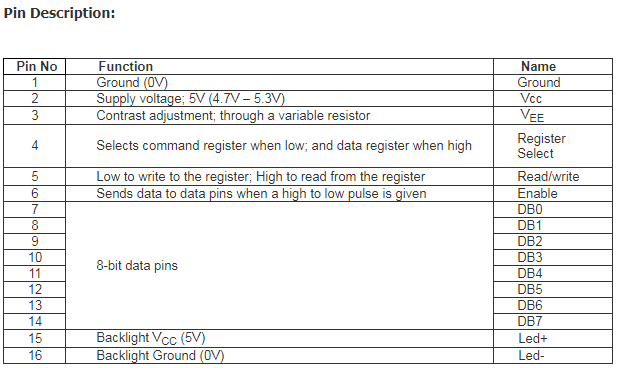 Pin Description:
Pin No Function Name
1 Ground (0V) Ground
2 Supply voltage; 5V (4.7V – 5.3V) Vcc
3 Contrast adjustment; through a variable resistor VEE
4 Selects command register when low; and data register when high Register Select
5 Low to write to the register; High to read from the register Read/write
6 Sends data to data pins when a high to low pulse is given Enable
7 8-bit data pins DB0
8 DB1
9 DB2
10 DB3
11 DB4
12 DB5
13 DB6
14 DB7
15 Backlight VCC (5V) Led+
16 Backlight Ground (0V) Led-